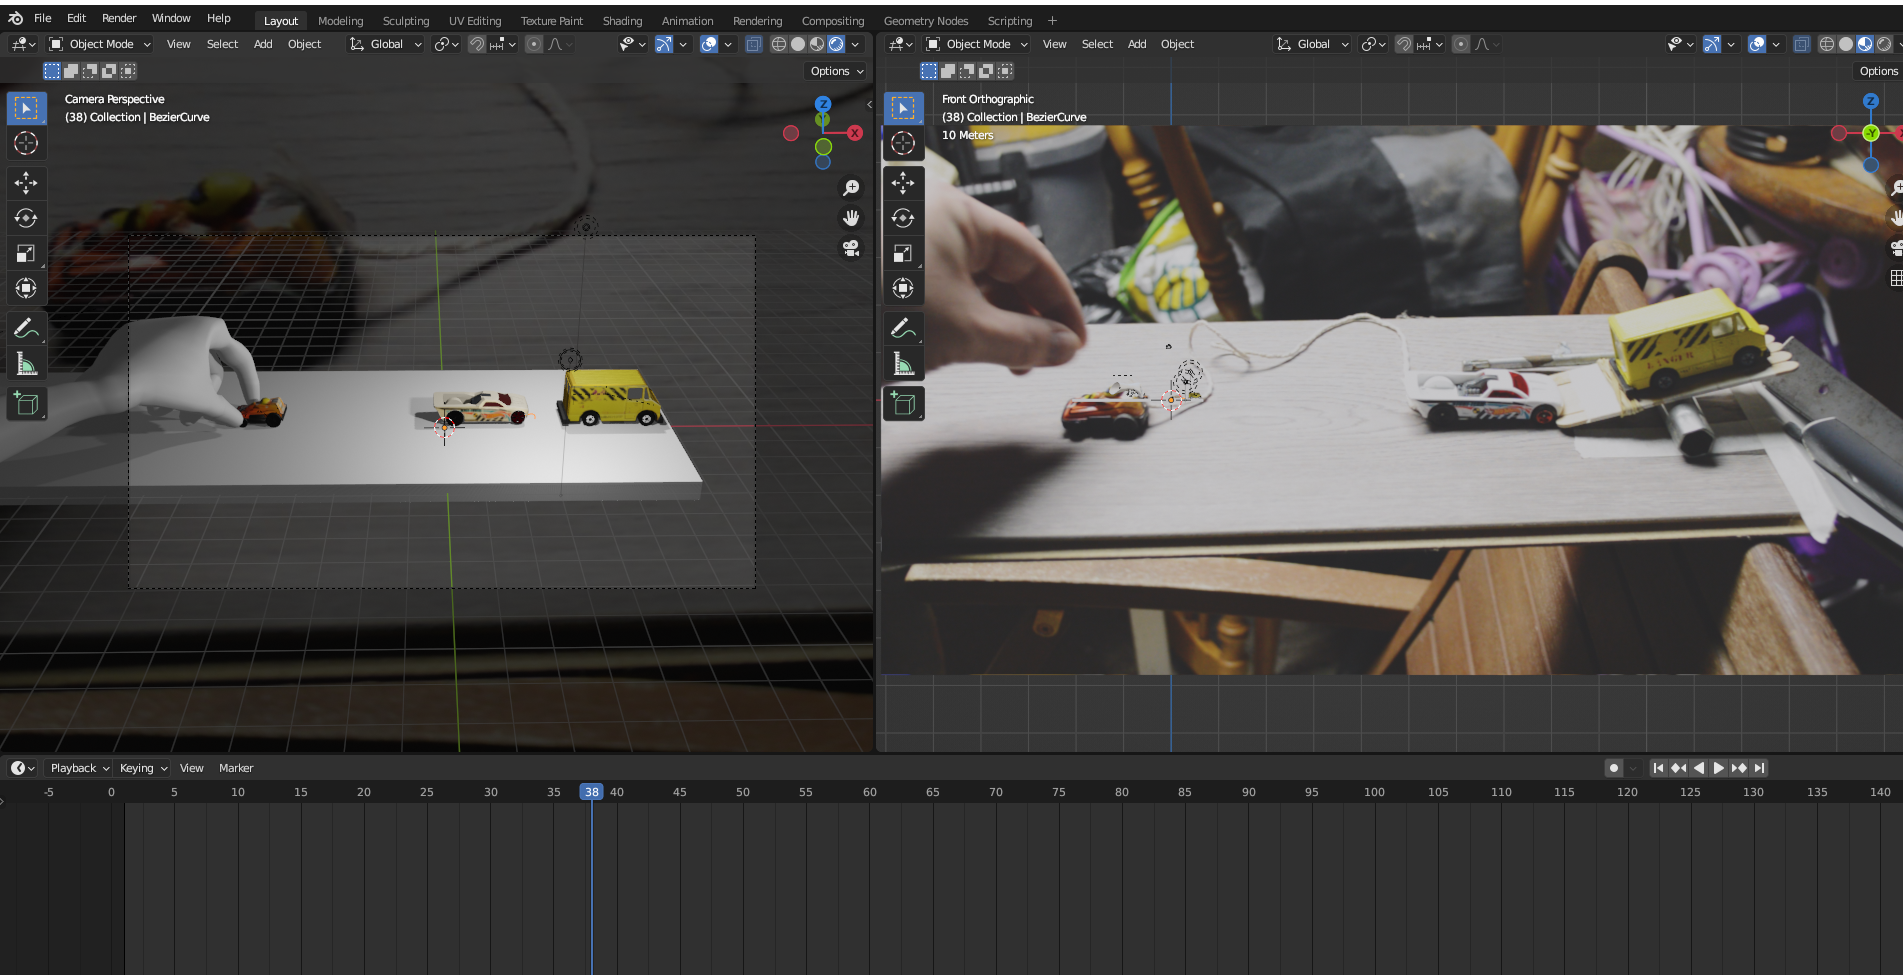 File Edit Render Window Help Layout Modeling Sculpting UV Editing Texture Paint Shading Animation Rendering Compositing Geometry Nodes Scripting +
Object Mode View Select Add Object Global
Options
Camera Perspective
(38) Collection | BezierCurve
Z
Y
X
Object Mode View Select Add Object Global
Options
Front Orthographic
(38) Collection | BezierCurve
10 Meters
Z
-Y
RANGER
Playback Keying View Marker
-5 0 5 10 15 20 25 30 35 38 40 45 50 55 60 65 70 75 80 85 90 95 100 105 110 115 120 125 130 135 140